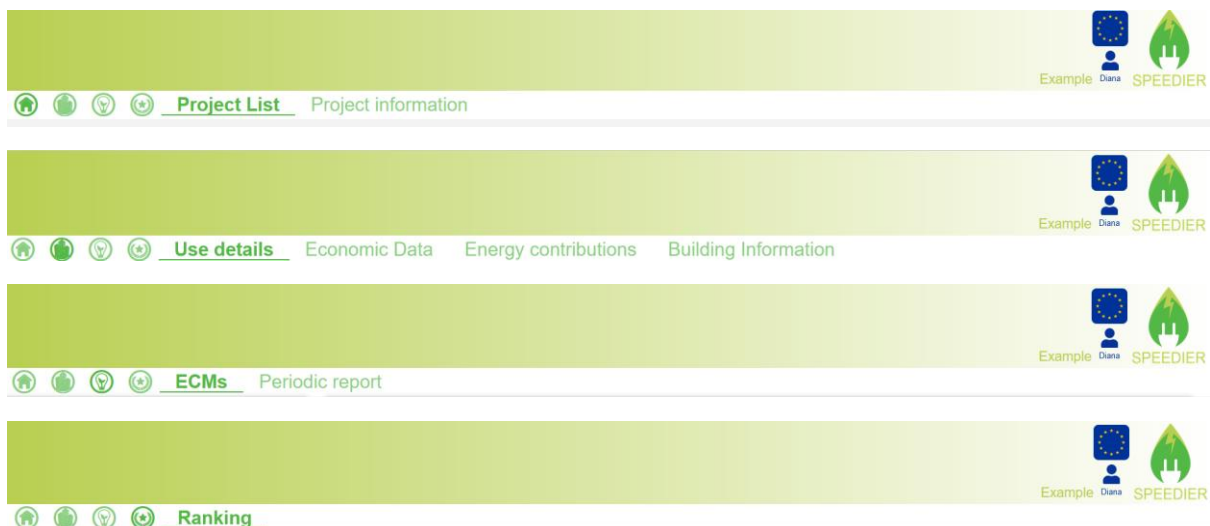 Example Diana SPEEDIER
Project List Project information
Example Diana SPEEDIER
Use details Economic Data Energy contributions Building Information
Example Diana SPEEDIER
ECMs Periodic report
Example Diana SPEEDIER
Ranking